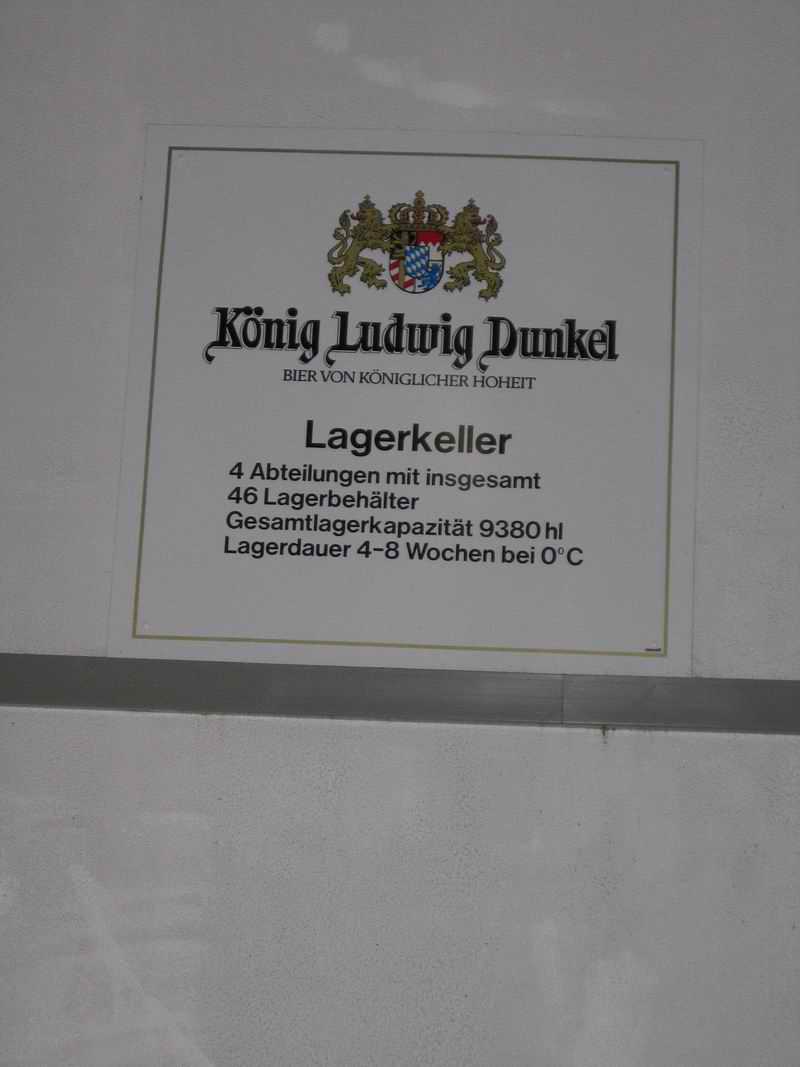 König Ludwig Dunkel
BIER VON KÖNIGLICHER HOHEIT
Lagerkeller
4 Abteilungen mit insgesamt
46 Lagerbehälter
Gesamtlagerkapazität 9380 hl
Lagerdauer 4-8 Wochen bei 0°C